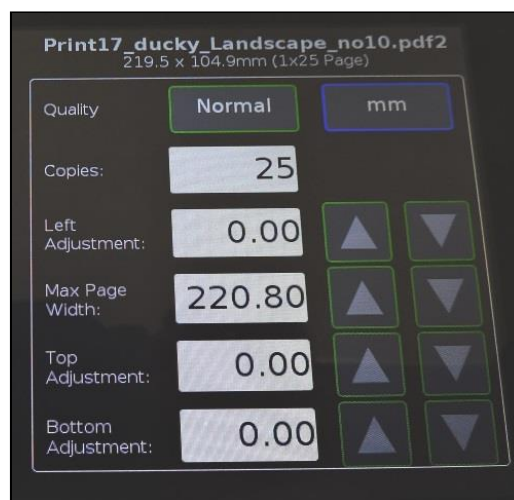 Print17_ducky_Landscape_no10.pdf2
219.5 x 104.9mm (1x25 Page)
Quality Normal mm
Copies: 25
Left
Adjustment: 0.00
Max Page
Width: 220.80
Top
Adjustment: 0.00
Bottom
Adjustment: 0.00